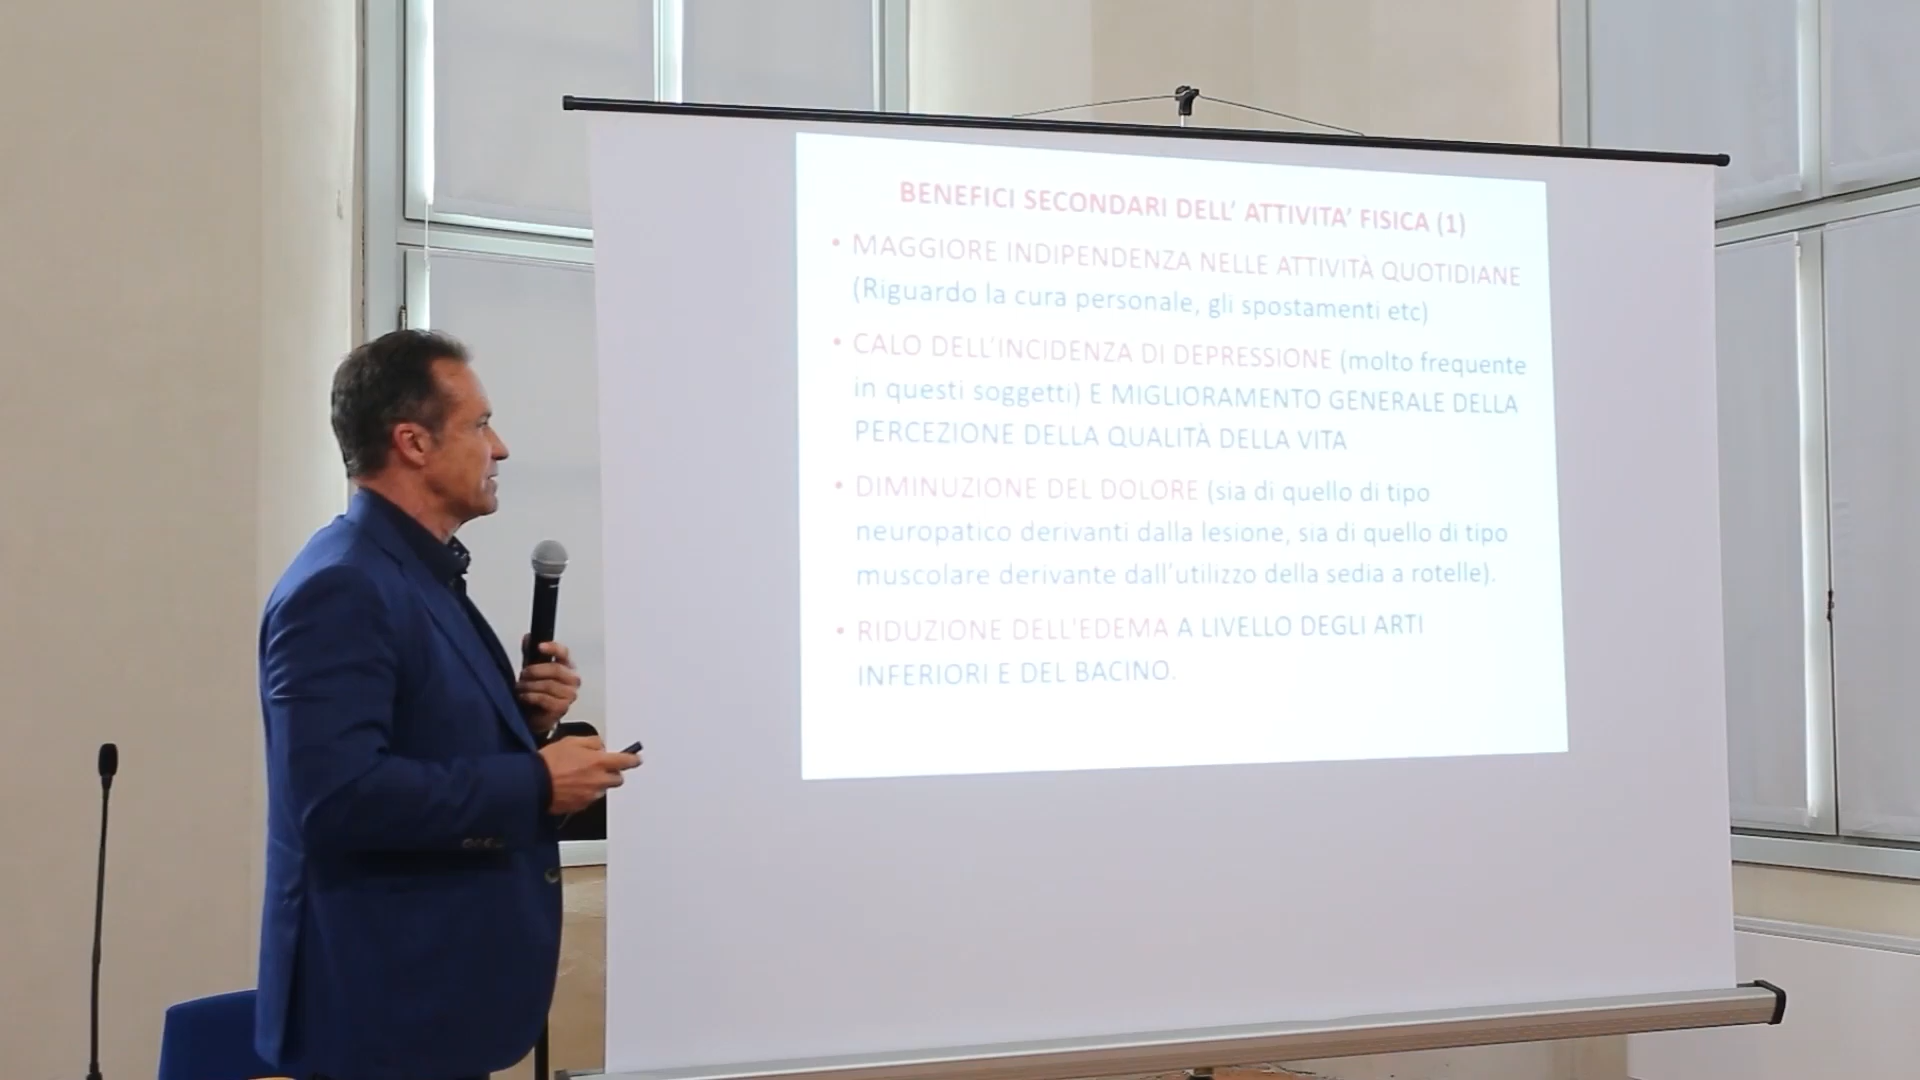 BENEFICI SECONDARI DELL' ATTIVITA' FISICA (1)
• MAGGIORE INDIPENDENZA NELLE ATTIVITÀ QUOTIDIANE
(Riguardo la cura personale, gli spostamenti etc)
• CALO DELL'INCIDENZA DI DEPRESSIONE (molto frequente
in questi soggetti) E MIGLIORAMENTO GENERALE DELLA
PERCEZIONE DELLA QUALITÀ DELLA VITA
• DIMINUZIONE DEL DOLORE (sia di quello di tipo
neuropatico derivanti dalla lesione, sia di quello di tipo
muscolare derivante dall'utilizzo della sedia a rotelle).
• RIDUZIONE DELL'EDEMA A LIVELLO DEGLI ARTI
INFERIORI E DEL BACINO.